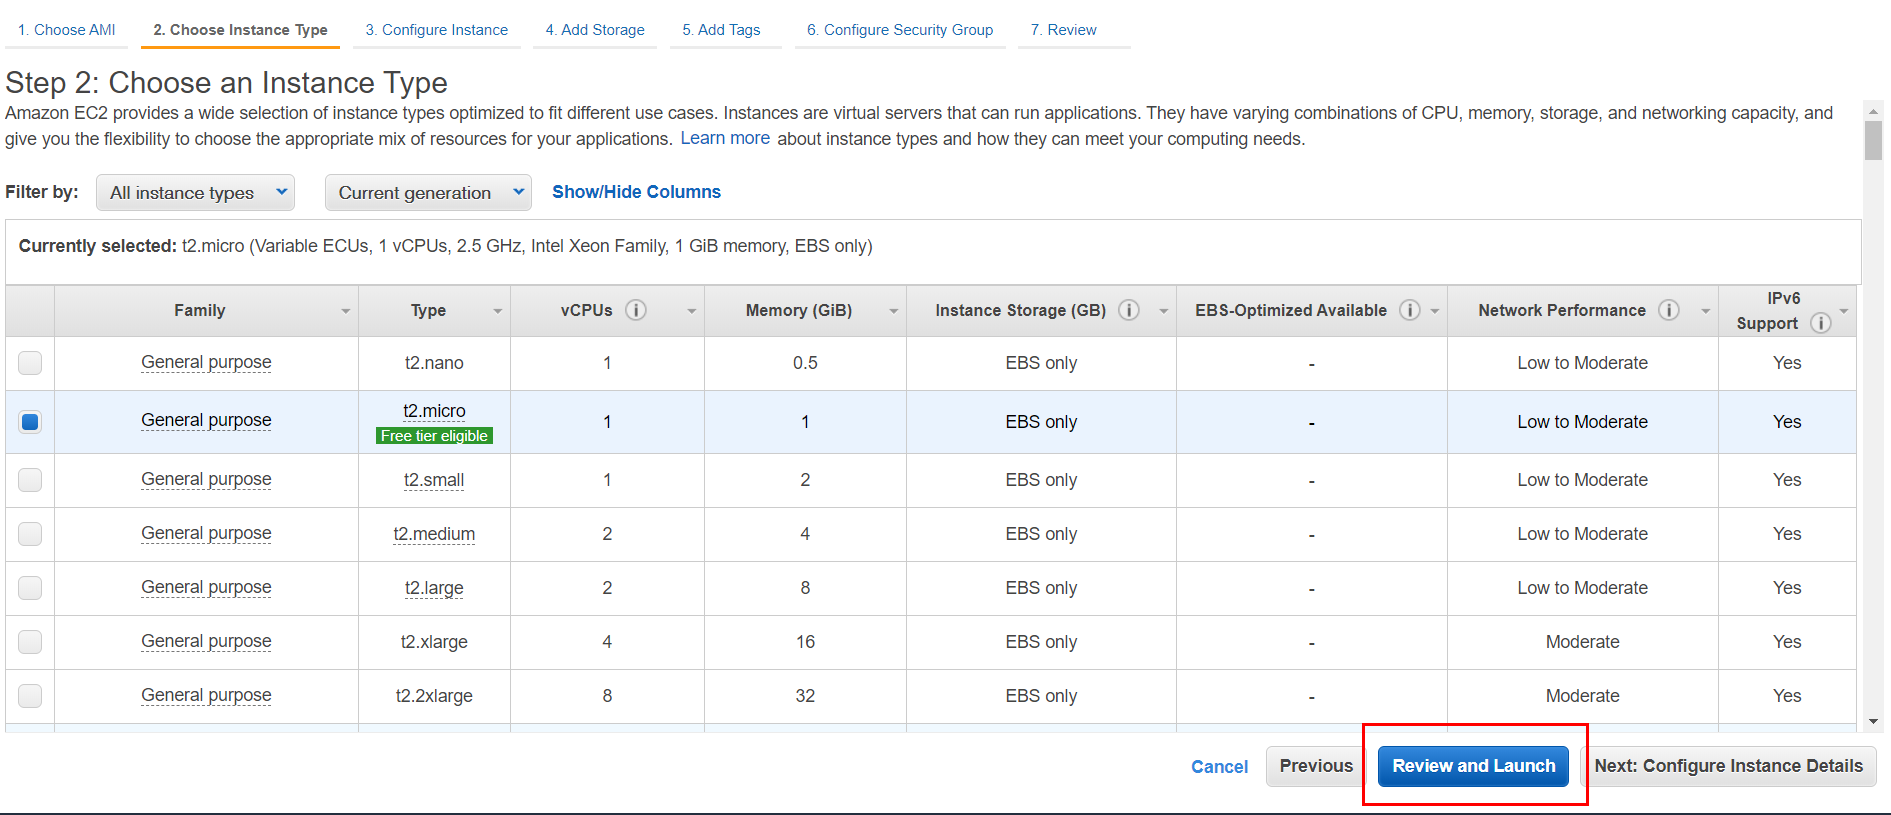 1. Choose AMI 2. Choose Instance Type 3. Configure Instance 4. Add Storage 5. Add Tags 6. Configure Security Group 7. Review
Step 2: Choose an Instance Type
Amazon EC2 provides a wide selection of instance types optimized to fit different use cases. Instances are virtual servers that can run applications. They have varying combinations of CPU, memory, storage, and networking capacity, and
give you the flexibility to choose the appropriate mix of resources for your applications. Learn more about instance types and how they can meet your computing needs.
Filter by: All instance types Current generation Show/Hide Columns
Currently selected: t2.micro (Variable ECUs, 1 vCPUs, 2.5 GHz, Intel Xeon Family, 1 GiB memory, EBS only)
Family Type vCPUs i Memory (GiB) Instance Storage (GB) i EBS-Optimized Available i Network Performance i IPv6 Support i
General purpose t2.nano 1 0.5 EBS only - Low to Moderate Yes
General purpose t2.micro Free tier eligible 1 1 EBS only - Low to Moderate Yes
General purpose t2.small 1 2 EBS only - Low to Moderate Yes
General purpose t2.medium 2 4 EBS only - Low to Moderate Yes
General purpose t2.large 2 8 EBS only - Low to Moderate Yes
General purpose t2.xlarge 4 16 EBS only - Moderate Yes
General purpose t2.2xlarge 8 32 EBS only - Moderate Yes
Cancel Previous Review and Launch Next: Configure Instance Details